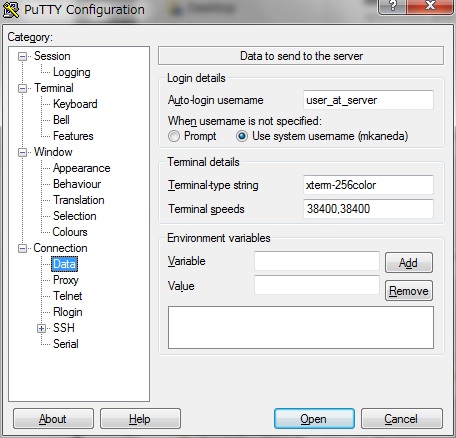 PuTTY Configuration
Category:
Session
Logging
Terminal
Keyboard
Bell
Features
Window
Appearance
Behaviour
Translation
Selection
Colours
Connection
Data
Proxy
Telnet
Rlogin
SSH
Serial
Data to send to the server
Login details
Auto-login username
user_at_server
When username is not specified:
Prompt
Use system username (mkaneda)
Terminal details
Terminal-type string
xterm-256color
Terminal speeds
38400,38400
Environment variables
Variable
Add
Value
Remove
About
Help
Open
Cancel